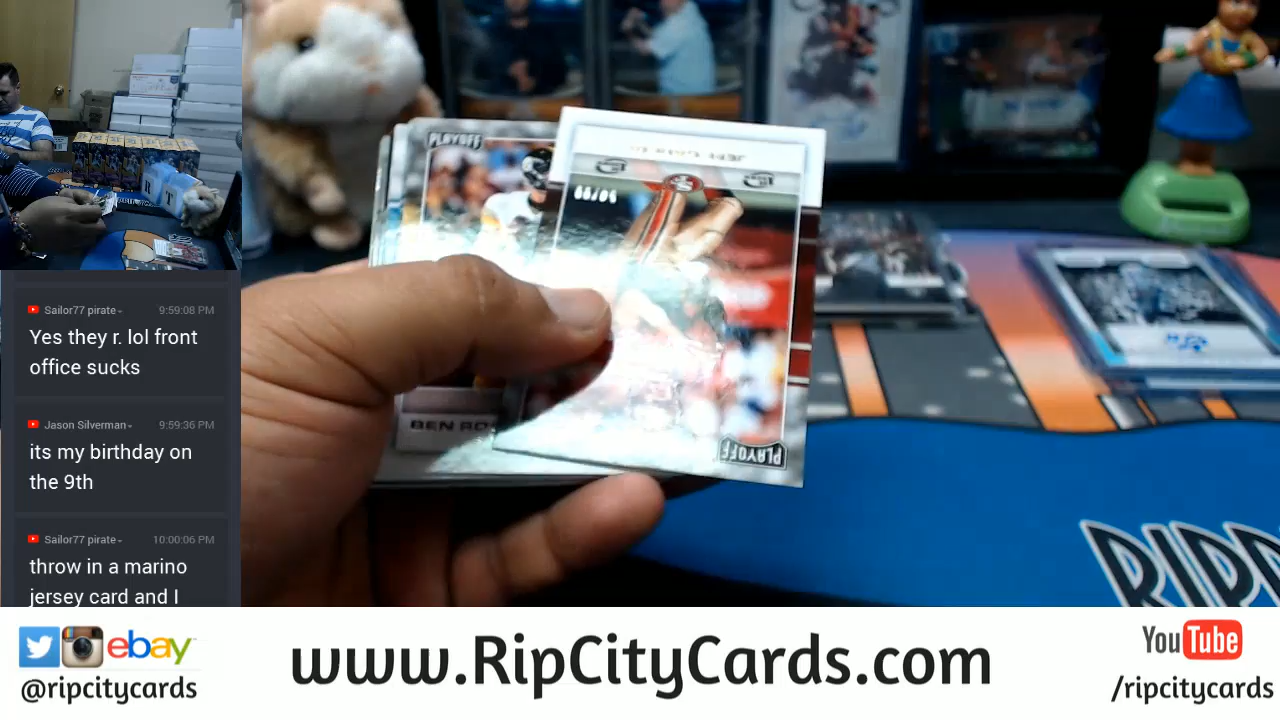 Sailor77 pirate 9:59:08 PM
Yes they r. lol front
office sucks
Jason Silverman 9:59:36 PM
its my birthday on
the 9th
Sailor77 pirate 10:00:06 PM
throw in a marino
jersey card and I
PLAYOFF
BEN
PLAYOFF
R T
ebay
@ripcitycards
www.RipCityCards.com
YouTube
/ripcitycards